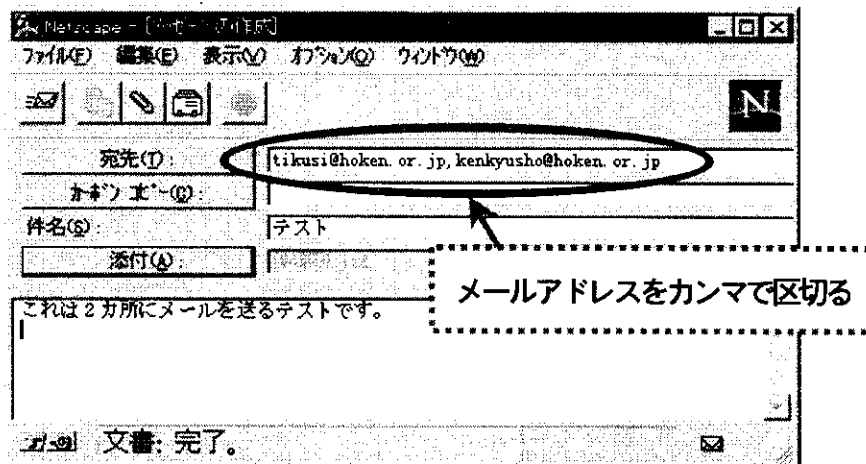 Netscape - [メッセージの作成]
ファイル(F) 編集(E) 表示(V) オプション(O) ウィンドウ(W)
N
宛先(T): tikusi@hoken.or.jp,kenkyusho@hoken.or.jp
カーボン コピー(C):
件名(S): テスト
添付(A):
メールアドレスをカンマで区切る
これは2カ所にメールを送るテストです。
文書: 完了。